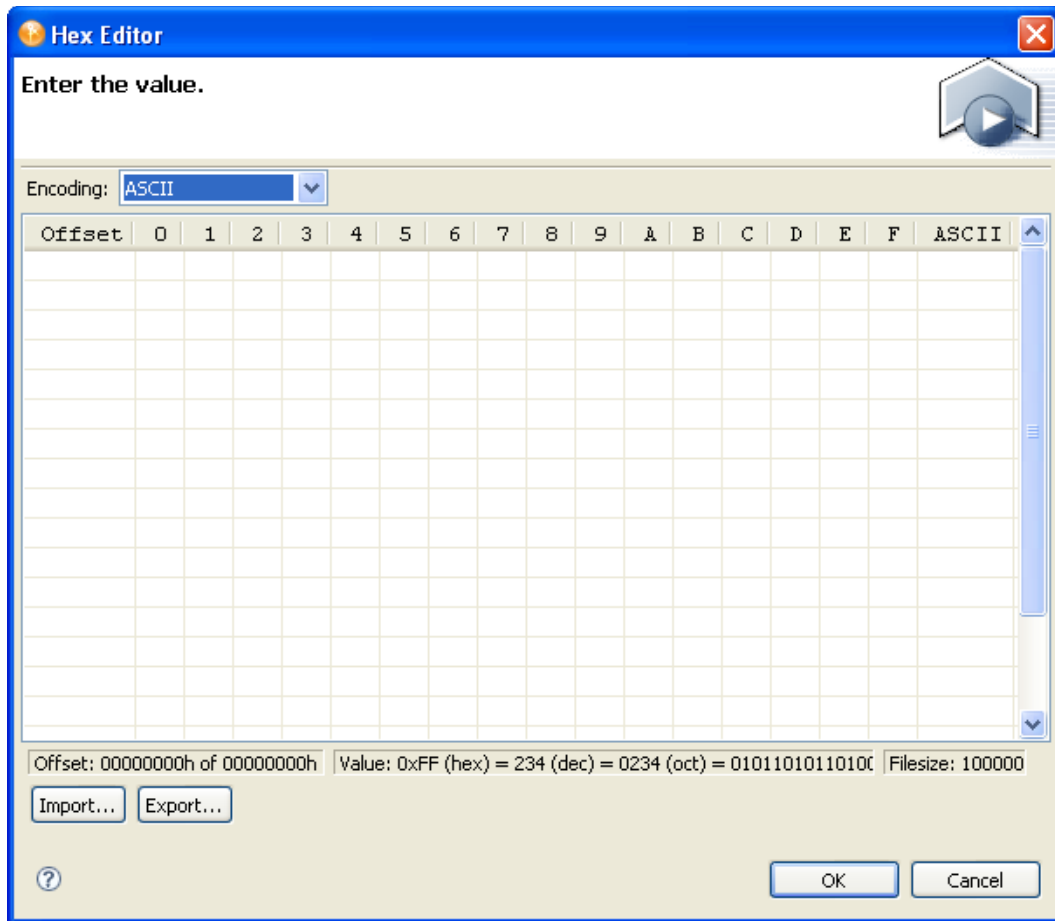 Hex Editor
Enter the value.
Encoding: ASCII
Offset 0 1 2 3 4 5 6 7 8 9 A B C D E F ASCII
Offset: 00000000h of 00000000h Value: 0xFF (hex) = 234 (dec) = 0234 (oct) = 01011010110100 Filesize: 100000
Import... Export...
? OK Cancel